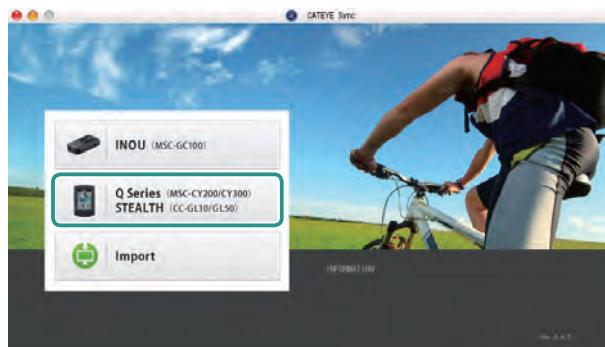 CATEYE Sync
INOU (MSC-GC100)
Q Series (MSC-CY200/CY300)
STEALTH (CC-GL10/GL50)
Import
INFORMATION